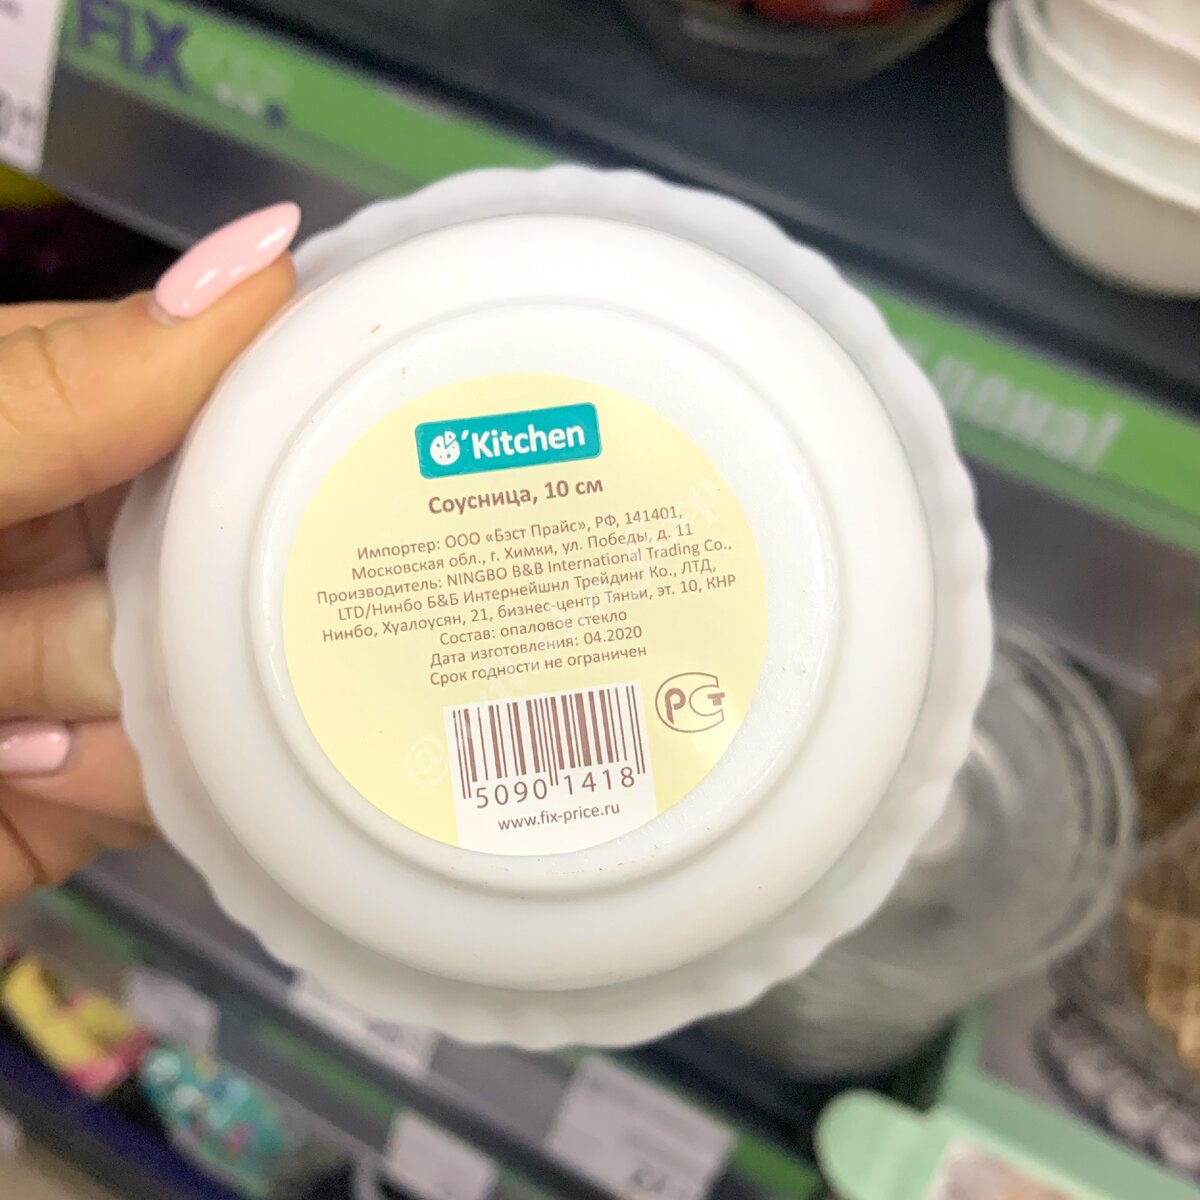 FIX
цена!
'Kitchen
Соусница, 10 см
Импортер: ООО «Бэст Прайс», РФ, 141401,
Московская обл., г. Химки, ул. Победы, д. 11
Производитель: NINGBO B&B International Trading Co.,
LTD/Нинбо Б&Б Интернейшнл Трейдинг Ко., ЛТД,
Нинбо, Хуалоусян, 21, бизнес-центр Тяньи, эт. 10, КНР
Состав: опаловое стекло
Дата изготовления: 04.2020
Срок годности не ограничен
РСТ
5090 1418
www.fix-price.ru